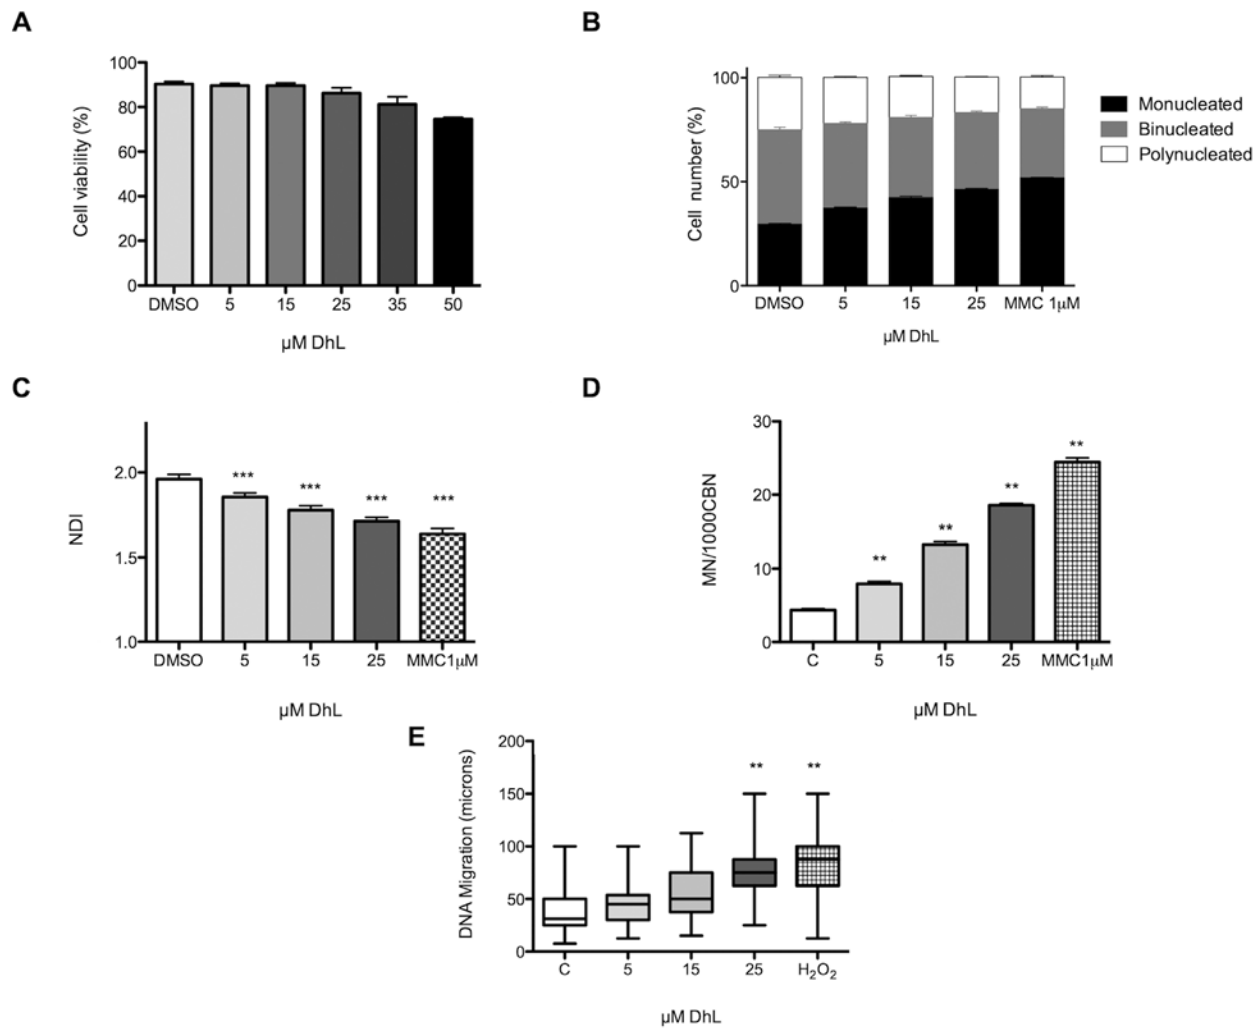 A
Cell viability (%)
100
80
60
40
20
0
DMSO 5 15 25 35 50
µM DhL
B
Cell number (%)
100
50
0
DMSO 5 15 25 MMC 1µM
µM DhL
Monucleated
Binucleated
Polynucleated
C
NDI
2.0
1.5
1.0
*** *** *** ***
DMSO 5 15 25 MMC1µM
µM DhL
D
MN/1000CBN
30
20
10
0
** ** ** **
C 5 15 25 MMC1µM
µM DhL
E
DNA Migration (microns)
200
150
100
50
0
** **
C 5 15 25 H₂O₂
µM DhL